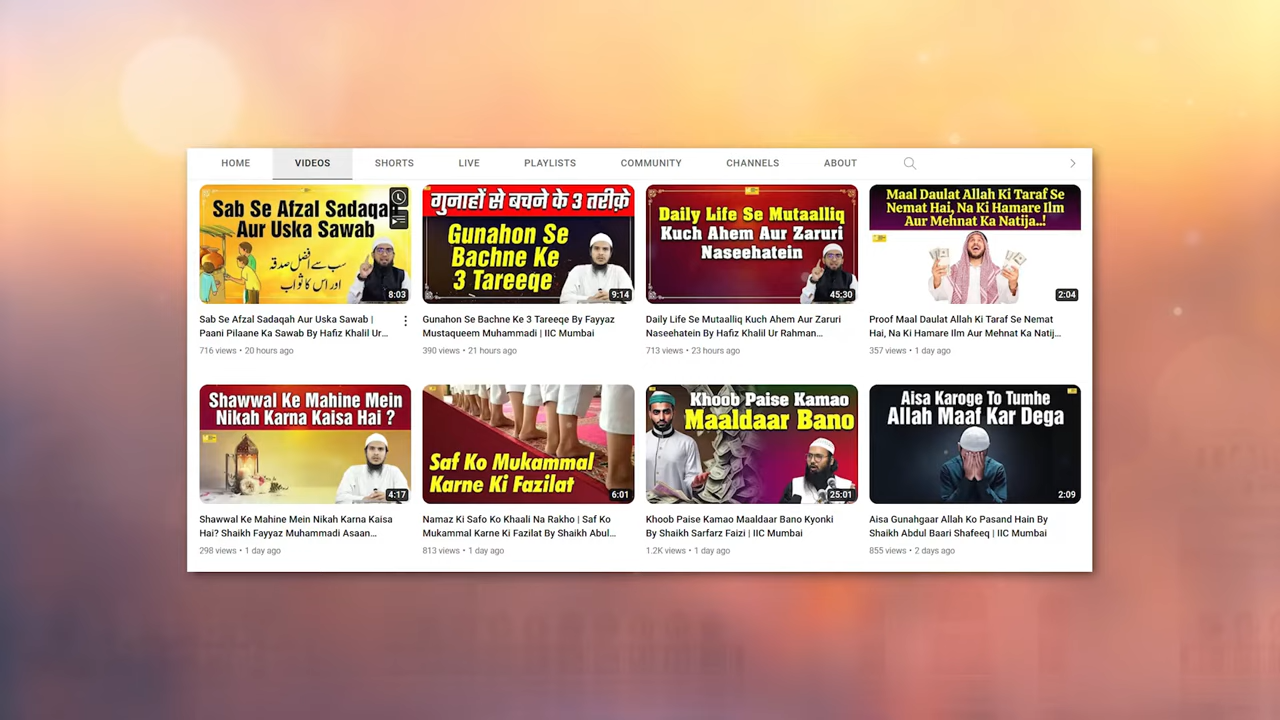 HOME VIDEOS SHORTS LIVE PLAYLISTS COMMUNITY CHANNELS ABOUT
Sab Se Afzal Sadaqa
Aur Uska Sawab
سب سے افضل صدقہ
اور اس کا ثواب
8:03
Sab Se Afzal Sadaqah Aur Uska Sawab |
Paani Pilaane Ka Sawab By Hafiz Khalil Ur...
716 views • 20 hours ago
गुनाहों से बचने के 3 तरीक़े
Gunahon Se
Bachne Ke
3 Tareeqe
9:14
Gunahon Se Bachne Ke 3 Tareeqe By Fayyaz
Mustaqueem Muhammadi | IIC Mumbai
390 views • 21 hours ago
Daily Life Se Mutaalliq
Kuch Ahem Aur Zaruri
Naseehatein
45:30
Daily Life Se Mutaalliq Kuch Ahem Aur Zaruri
Naseehatein By Hafiz Khalil Ur Rahman...
713 views • 23 hours ago
Maal Daulat Allah Ki Taraf Se
Nemat Hai, Na Ki Hamare Ilm
Aur Mehnat Ka Natija..!
2:04
Proof Maal Daulat Allah Ki Taraf Se Nemat
Hai, Na Ki Hamare Ilm Aur Mehnat Ka Natij...
357 views • 1 day ago
Shawwal Ke Mahine Mein
Nikah Karna Kaisa Hai ?
4:17
Shawwal Ke Mahine Mein Nikah Karna Kaisa
Hai? Shaikh Fayyaz Muhammadi Asaan...
298 views • 1 day ago
Saf Ko Mukammal
Karne Ki Fazilat
6:01
Namaz Ki Safo Ko Khaali Na Rakho | Saf Ko
Mukammal Karne Ki Fazilat By Shaikh Abul...
813 views • 1 day ago
Khoob Paise Kamao
Maaldaar Bano
25:01
Khoob Paise Kamao Maaldaar Bano Kyonki
By Shaikh Sarfarz Faizi | IIC Mumbai
1.2K views • 1 day ago
Aisa Karoge To Tumhe
Allah Maaf Kar Dega
2:09
Aisa Gunahgaar Allah Ko Pasand Hain By
Shaikh Abdul Baari Shafeeq | IIC Mumbai
855 views • 2 days ago